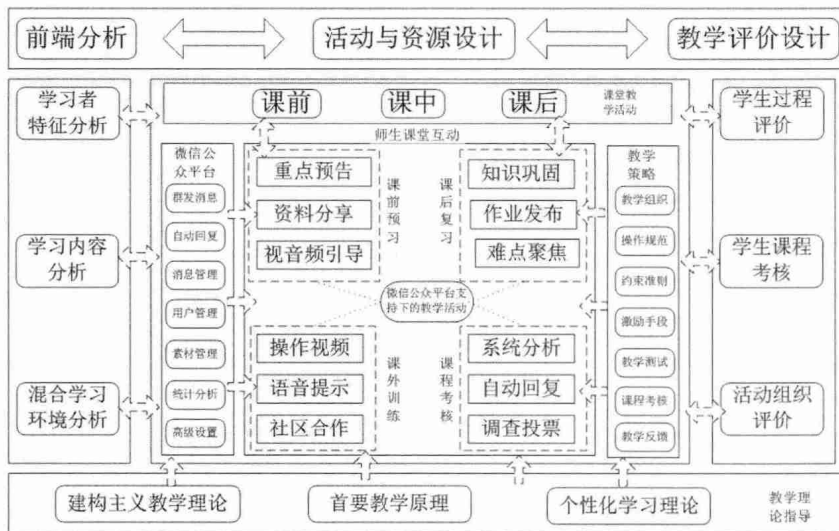 前端分析
活动与资源设计
教学评价设计
学习者
特征分析
学习内容
分析
混合学习
环境分析
课前
课中
课后
课堂教
学活动
师生课堂互动
微信公
众平台
群发消息
自动回复
消息管理
用户管理
素材管理
统计分析
高级设置
重点预告
资料分享
视音频引导
课前预习
课后复习
知识巩固
作业发布
难点聚焦
微信公众平台支
持下的教学活动
操作视频
语音提示
社区合作
课外训练
课程考核
系统分析
自动回复
调查投票
教学
策略
教学组织
操作规范
约束准则
激励手段
教学测试
课程考核
教学反馈
学生过程
评价
学生课程
考核
活动组织
评价
建构主义教学理论
首要教学原理
个性化学习理论
教学理
论指导